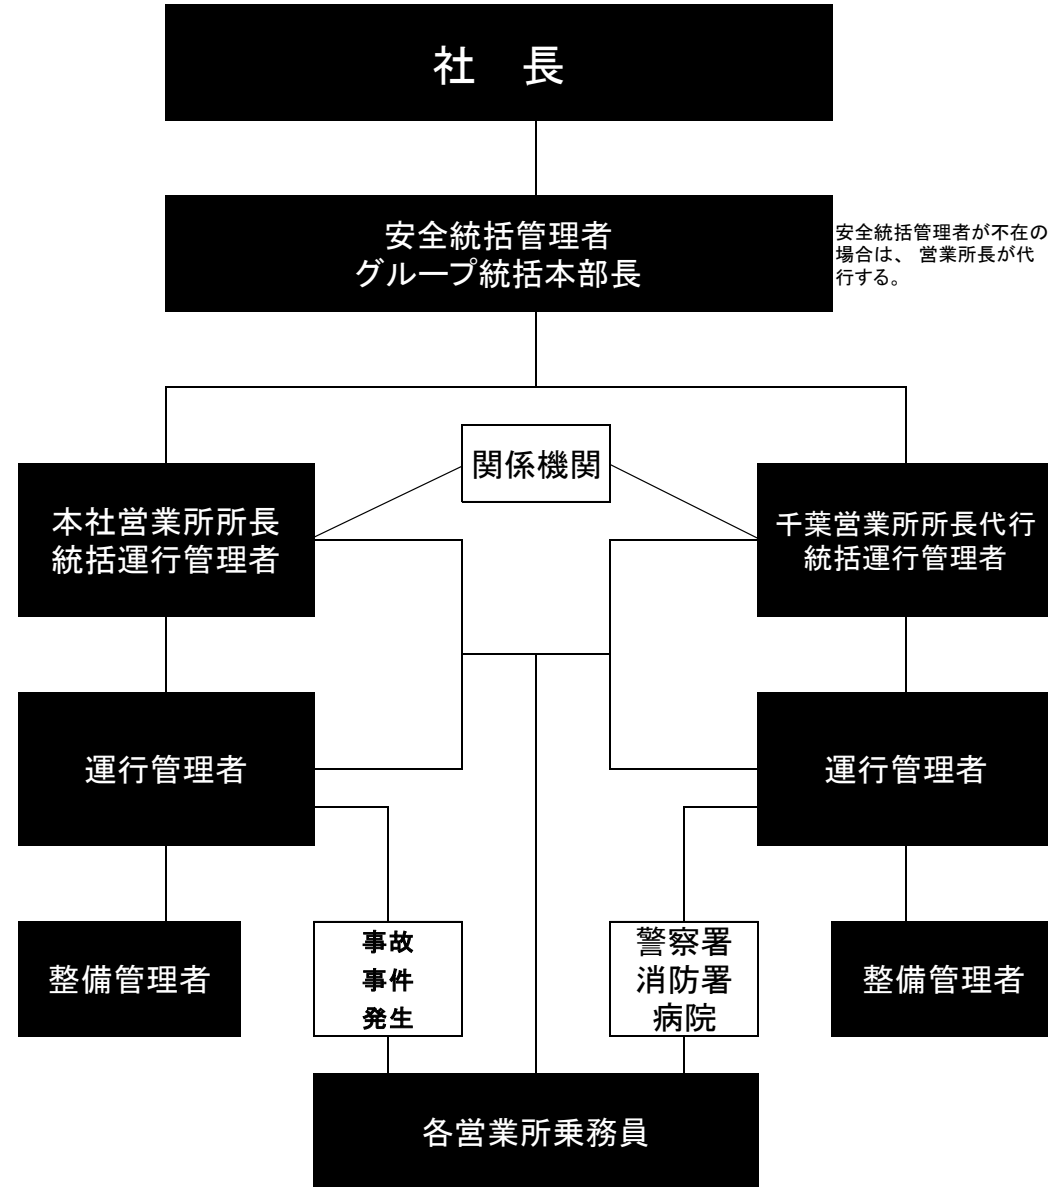 社　長
安全統括管理者
グループ統括本部長
安全統括管理者が不在の
場合は、 営業所長が代
行する。
関係機関
本社営業所所長
統括運行管理者
千葉営業所所長代行
統括運行管理者
運行管理者
運行管理者
整備管理者
事故
事件
発生
警察署
消防署
病院
整備管理者
各営業所乗務員